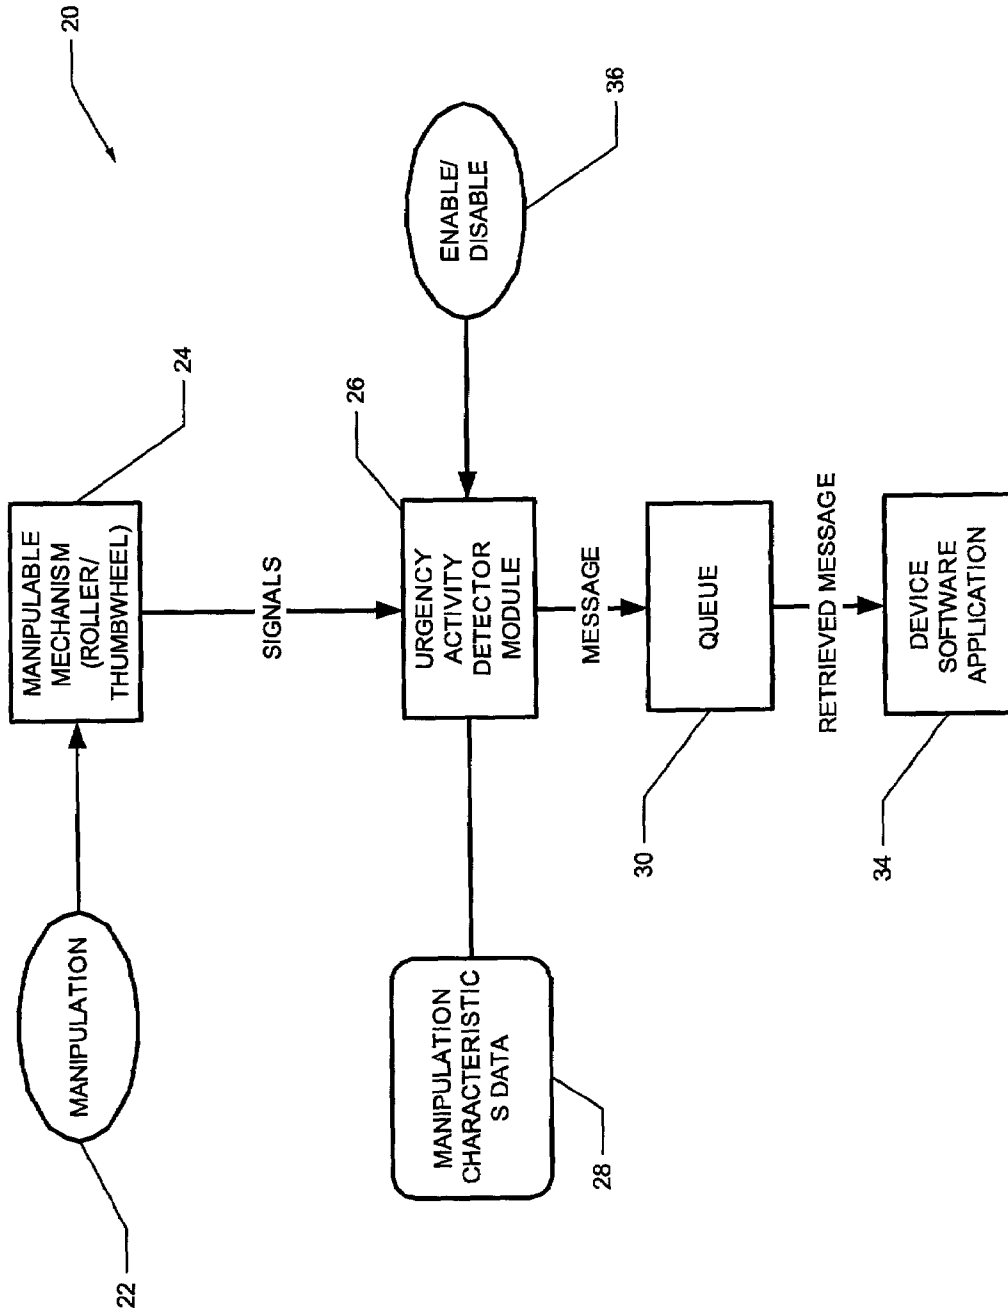 20
22
MANIPULATION
MANIPULABLE
MECHANISM
(ROLLER/
THUMBWHEEL)
24
SIGNALS
28
MANIPULATION
CHARACTERISTIC
S DATA
URGENCY
ACTIVITY
DETECTOR
MODULE
26
ENABLE/
DISABLE
36
MESSAGE
30
QUEUE
RETRIEVED MESSAGE
34
DEVICE
SOFTWARE
APPLICATION